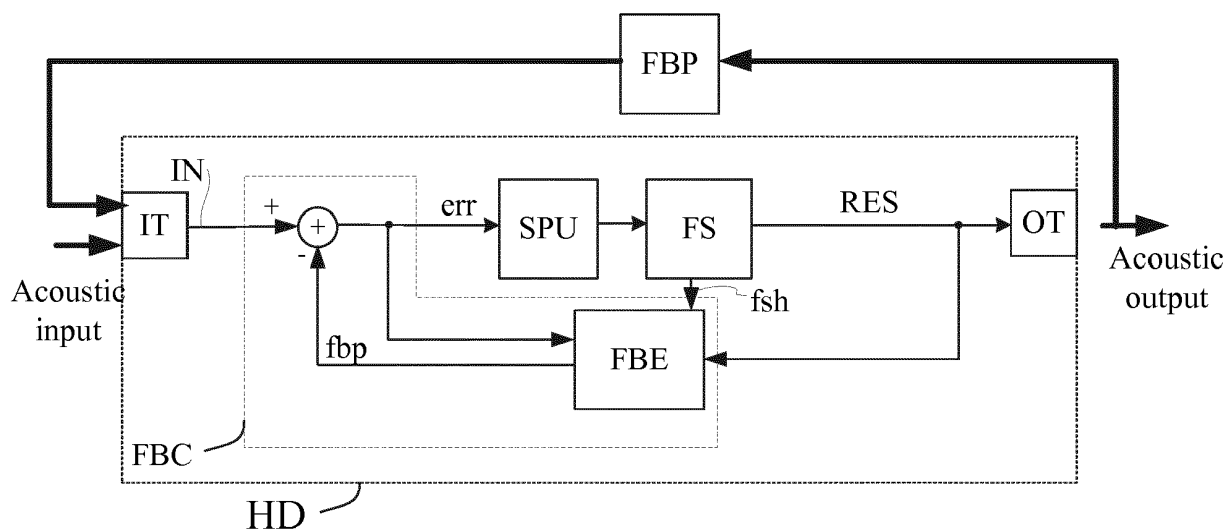 FBP
IN
IT
+
+
-
err
SPU
FS
RES
OT
Acoustic
input
Acoustic
output
fsh
fbp
FBE
FBC
HD